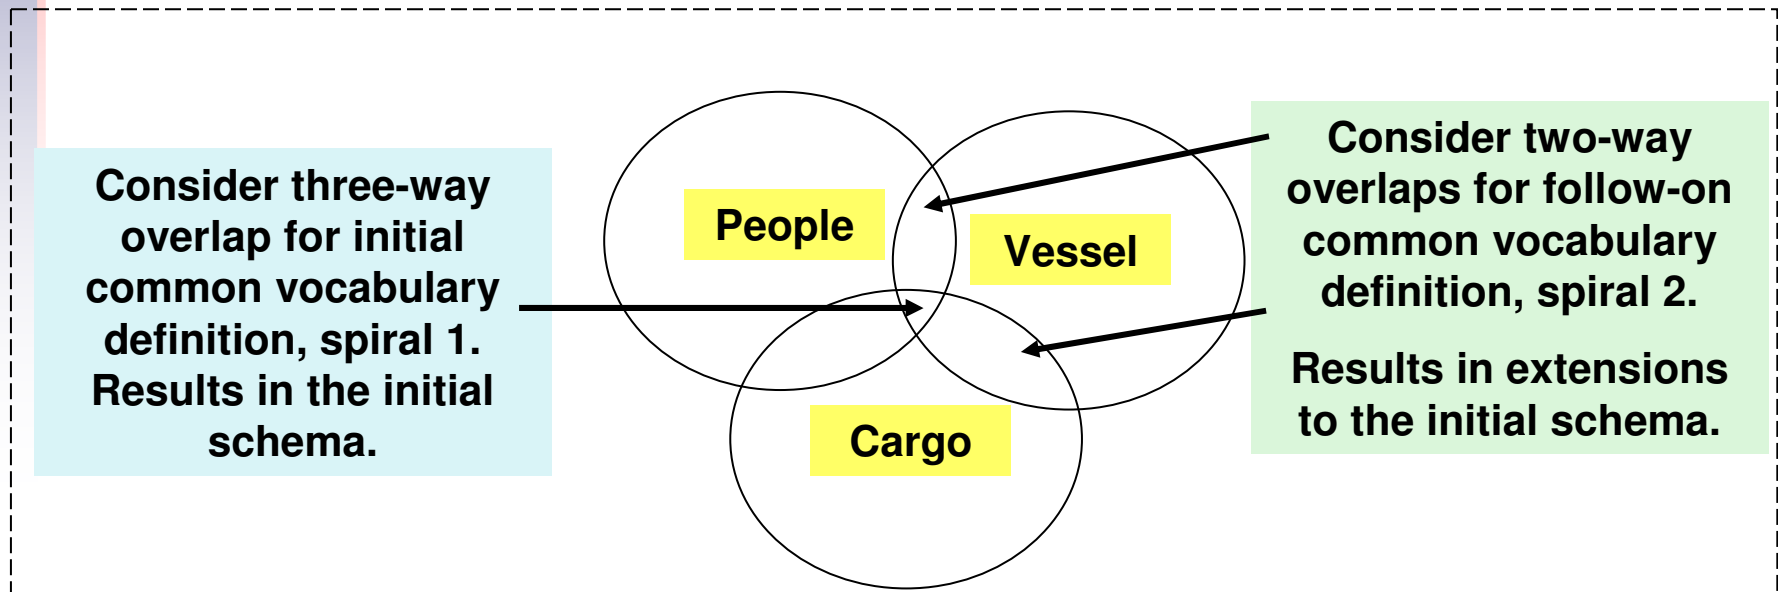 Consider three-way
overlap for initial
common vocabulary
definition, spiral 1.
Results in the initial
schema.
People
Vessel
Cargo
Consider two-way
overlaps for follow-on
common vocabulary
definition, spiral 2.
Results in extensions
to the initial schema.